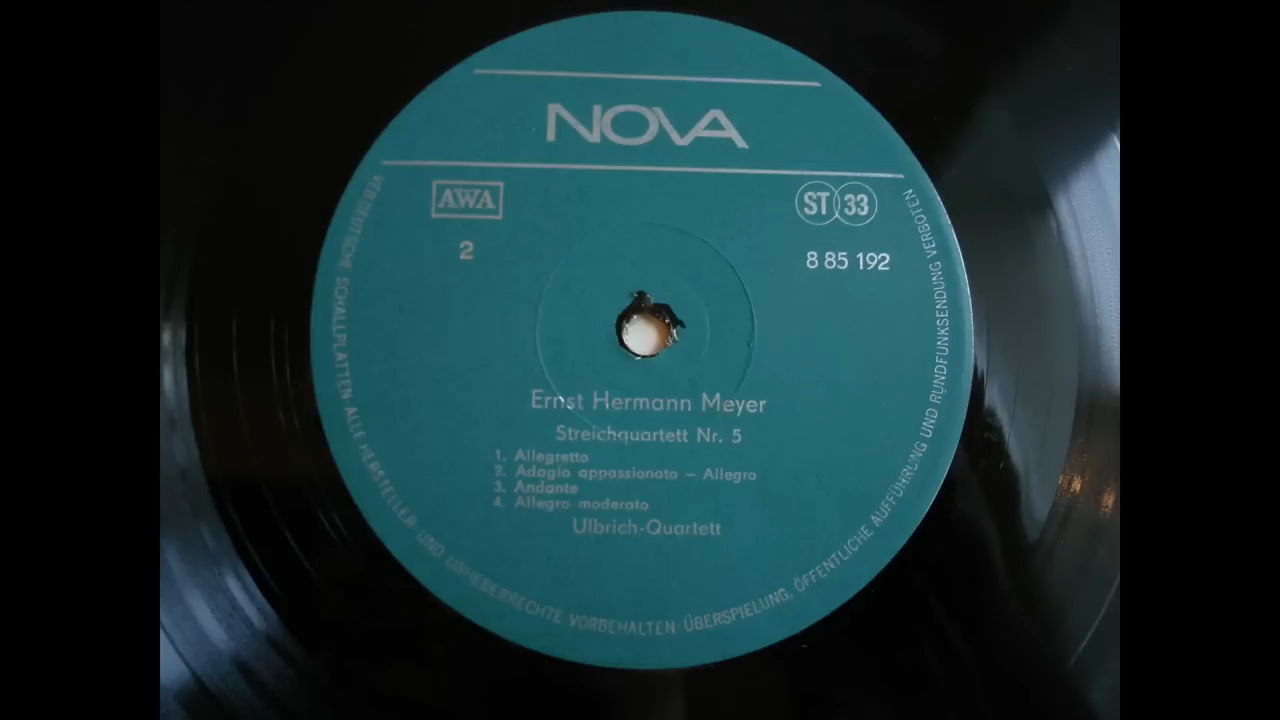 NOVA
AWA
ST 33
2
8 85 192
Ernst Hermann Meyer
Streichquartett Nr. 5
1. Allegretto
2. Adagio appassionato – Allegro
3. Andante
4. Allegro moderato
Ulbrich-Quartett
VEB DEUTSCHE SCHALLPLATTEN ALLE HERSTELLER- UND URHEBERRECHTE VORBEHALTEN · ÜBERSPIELUNG, ÖFFENTLICHE AUFFÜHRUNG UND RUNDFUNKSENDUNG VERBOTEN